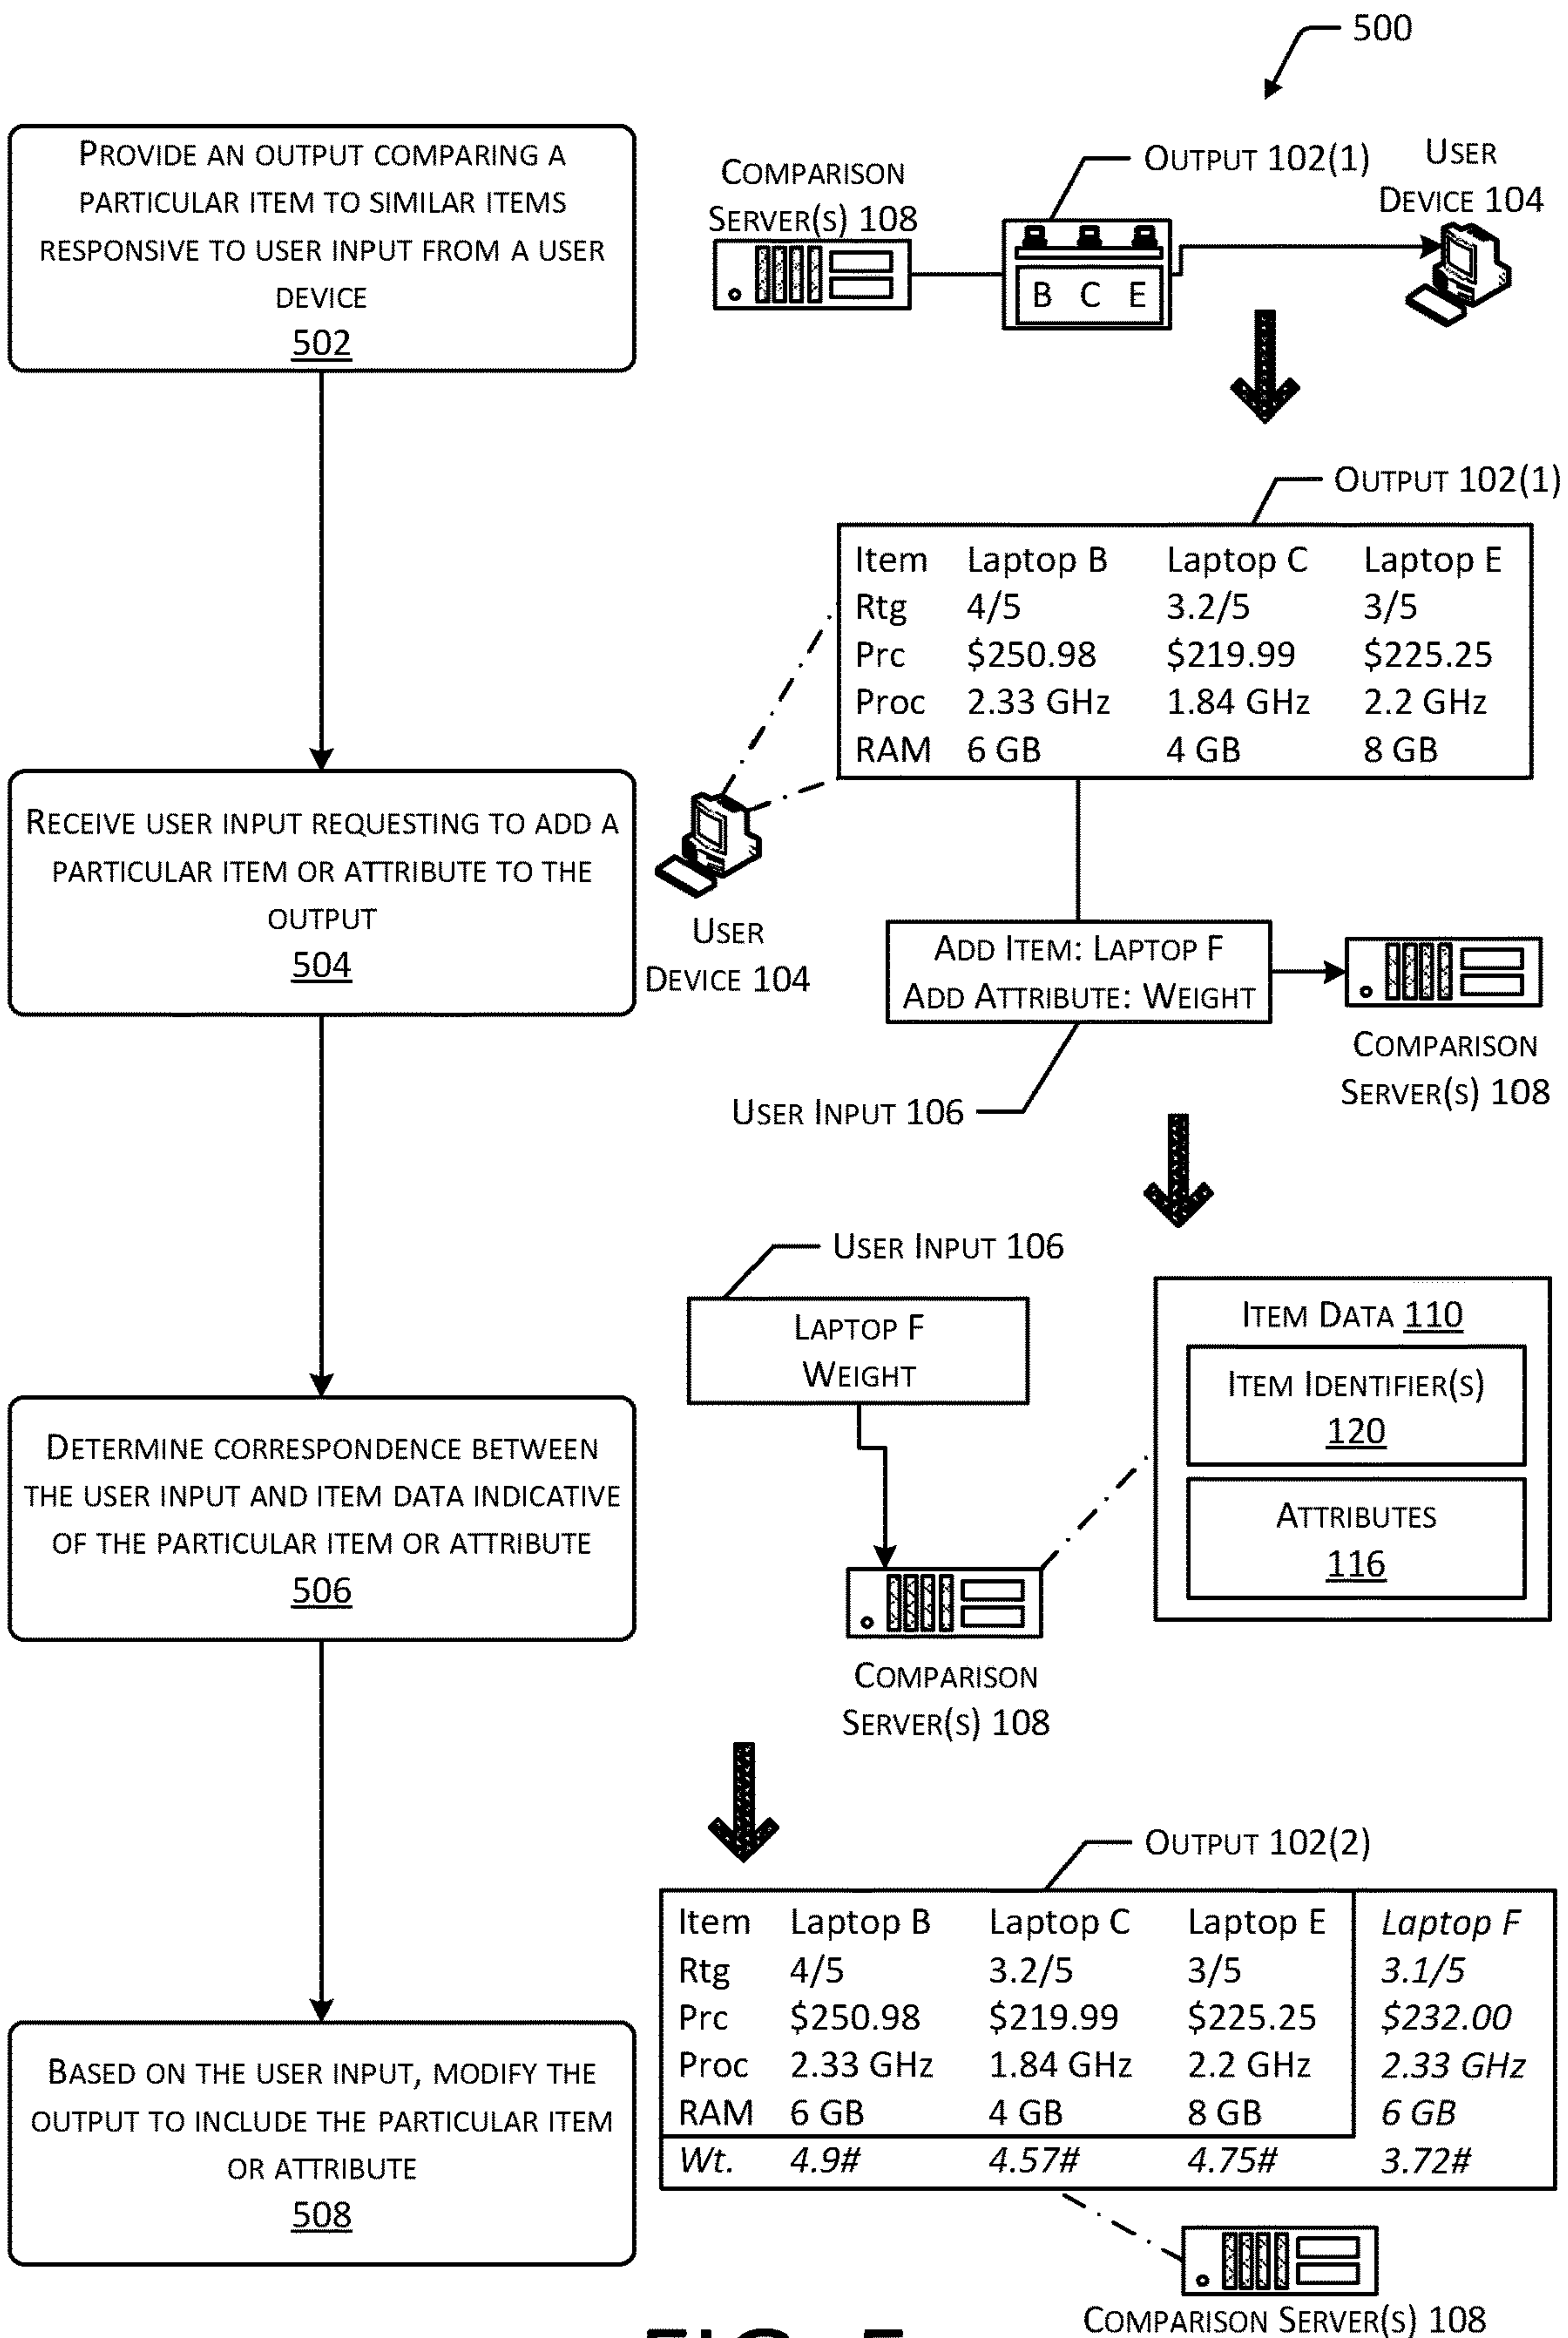 500
PROVIDE AN OUTPUT COMPARING A
PARTICULAR ITEM TO SIMILAR ITEMS
RESPONSIVE TO USER INPUT FROM A USER
DEVICE
502
COMPARISON
SERVER(S) 108
OUTPUT 102(1)
USER
DEVICE 104
B C E
OUTPUT 102(1)
Item Laptop B Laptop C Laptop E
Rtg 4/5 3.2/5 3/5
Prc $250.98 $219.99 $225.25
Proc 2.33 GHz 1.84 GHz 2.2 GHz
RAM 6 GB 4 GB 8 GB
RECEIVE USER INPUT REQUESTING TO ADD A
PARTICULAR ITEM OR ATTRIBUTE TO THE
OUTPUT
504
USER
DEVICE 104
ADD ITEM: LAPTOP F
ADD ATTRIBUTE: WEIGHT
COMPARISON
SERVER(S) 108
USER INPUT 106
USER INPUT 106
LAPTOP F
WEIGHT
ITEM DATA 110
ITEM IDENTIFIER(S)
120
ATTRIBUTES
116
DETERMINE CORRESPONDENCE BETWEEN
THE USER INPUT AND ITEM DATA INDICATIVE
OF THE PARTICULAR ITEM OR ATTRIBUTE
506
COMPARISON
SERVER(S) 108
OUTPUT 102(2)
Item Laptop B Laptop C Laptop E Laptop F
Rtg 4/5 3.2/5 3/5 3.1/5
Prc $250.98 $219.99 $225.25 $232.00
Proc 2.33 GHz 1.84 GHz 2.2 GHz 2.33 GHz
RAM 6 GB 4 GB 8 GB 6 GB
Wt. 4.9# 4.57# 4.75# 3.72#
BASED ON THE USER INPUT, MODIFY THE
OUTPUT TO INCLUDE THE PARTICULAR ITEM
OR ATTRIBUTE
508
COMPARISON SERVER(S) 108